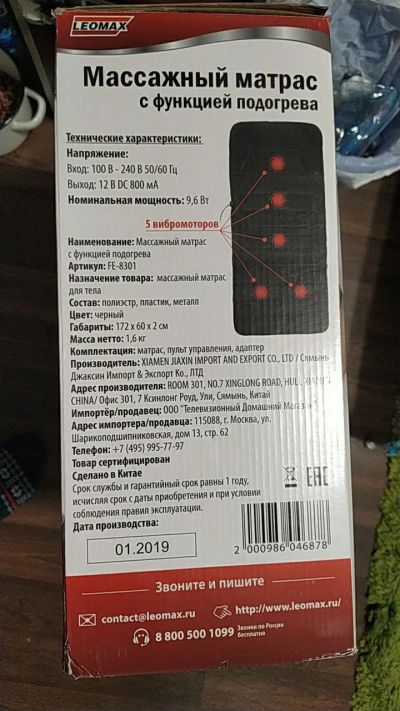 LEOMAX
Массажный матрас
с функцией подогрева
Технические характеристики:
Напряжение:
Вход: 100 В - 240 В 50/60 Гц
Выход: 12 В DC 800 мА
Номинальная мощность: 9,6 Вт
5 вибромоторов
Наименование: Массажный матрас
с функцией подогрева
Артикул: FE-8301
Назначение товара: массажный матрас
для тела
Состав: полиэстр, пластик, металл
Цвет: черный
Габариты: 172 х 60 х 2 см
Масса нетто: 1,6 кг
Комплектация: матрас, пульт управления, адаптер
Производитель: XIAMEN JIAXIN IMPORT AND EXPORT CO., LTD / Сямынь
Джаксин Импорт & Экспорт Ко., ЛТД
Адрес производителя: ROOM 301, NO.7 XINGLONG ROAD, HULI, XIAMEN
CHINA/ Офис 301, 7 Ксинлонг Роуд, Ули, Сямынь, Китай
Импортёр/продавец: ООО "Телевизионный Домашний Магазин"
Адрес импортера/продавца: 115088, г. Москва, ул.
Шарикоподшипниковская, дом 13, стр. 62
Телефон: +7 (495) 995-77-97
Товар сертифицирован
Сделано в Китае
Срок службы и гарантийный срок равны 1 году,
исчисляя срок с даты приобретения и при условии
соблюдения правил эксплуатации.
Дата производства:
01.2019
EAC
2 000986 046878
Звоните и пишите
contact@leomax.ru
http://www.leomax.ru/
8 800 500 1099 Звонки по России
бесплатно